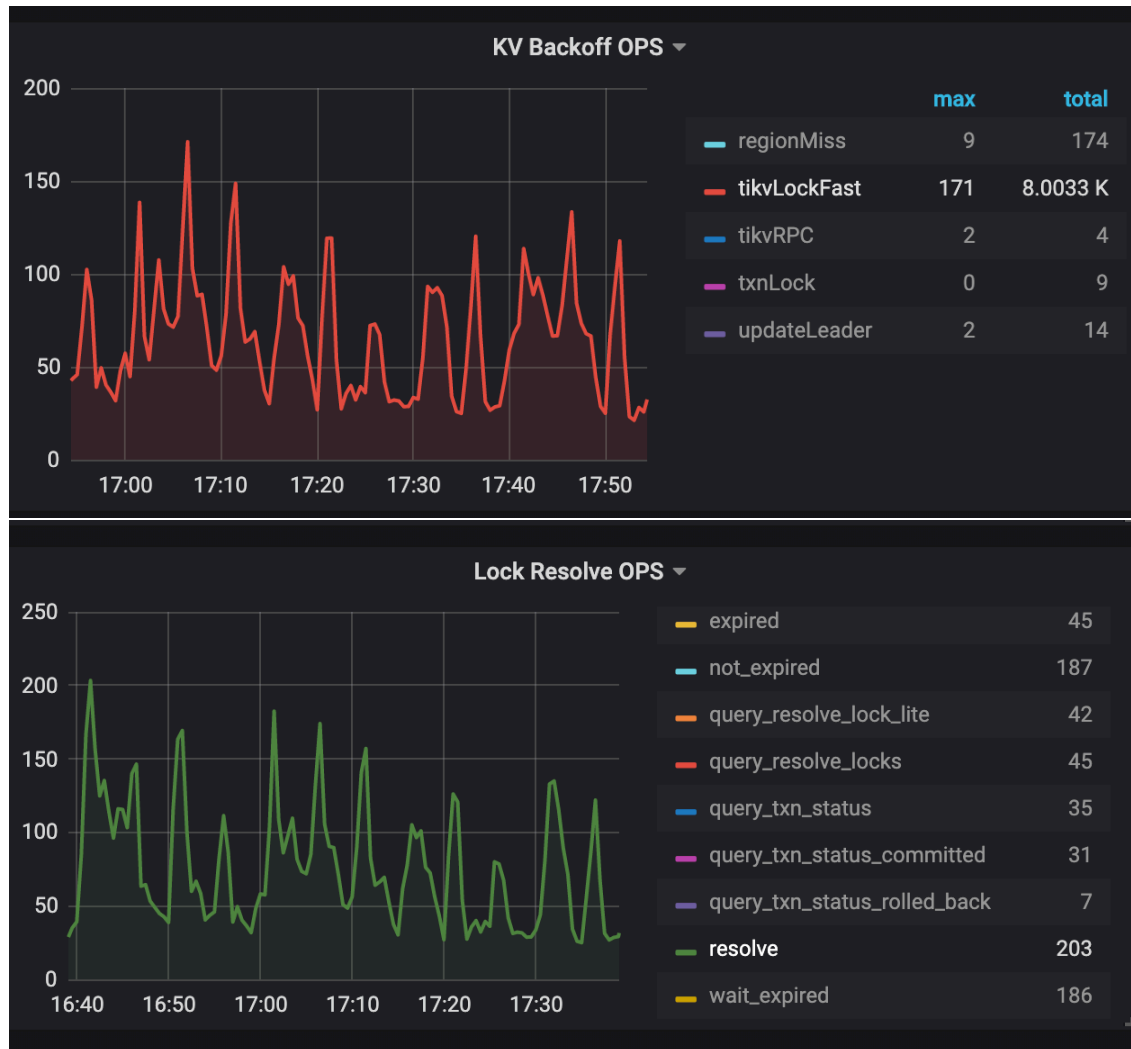 KV Backoff OPS
max total
regionMiss 9 174
tikvLockFast 171 8.0033 K
tikvRPC 2 4
txnLock 0 9
updateLeader 2 14
200
150
100
50
0
17:00 17:10 17:20 17:30 17:40 17:50
Lock Resolve OPS
expired 45
not_expired 187
query_resolve_lock_lite 42
query_resolve_locks 45
query_txn_status 35
query_txn_status_committed 31
query_txn_status_rolled_back 7
resolve 203
wait_expired 186
250
200
150
100
50
0
16:40 16:50 17:00 17:10 17:20 17:30